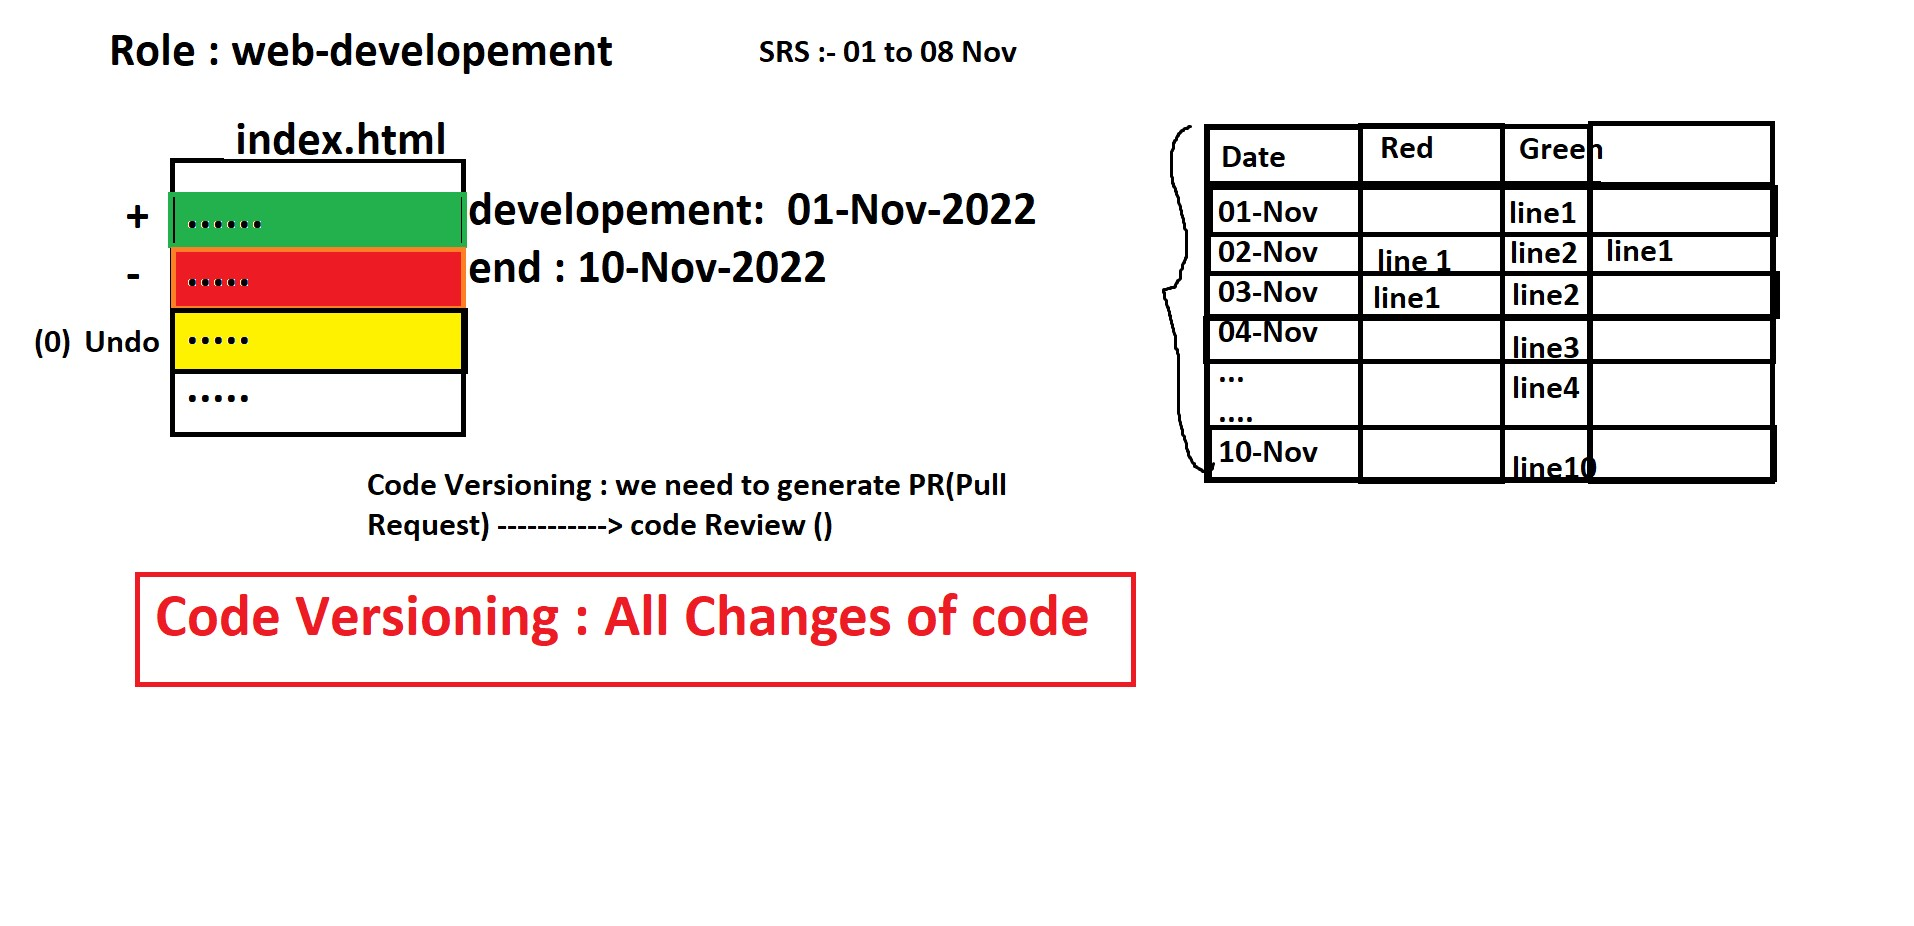 Role : web-developement
SRS :- 01 to 08 Nov
index.html
+ ......
developement:  01-Nov-2022
- .....
end : 10-Nov-2022
(0)  Undo .....
.....
Date Red Green
01-Nov line1
02-Nov line 1 line2 line1
03-Nov line1 line2
04-Nov line3
... line4
....
10-Nov line10
Code Versioning : we need to generate PR(Pull
Request) -----------> code Review ()
Code Versioning : All Changes of code